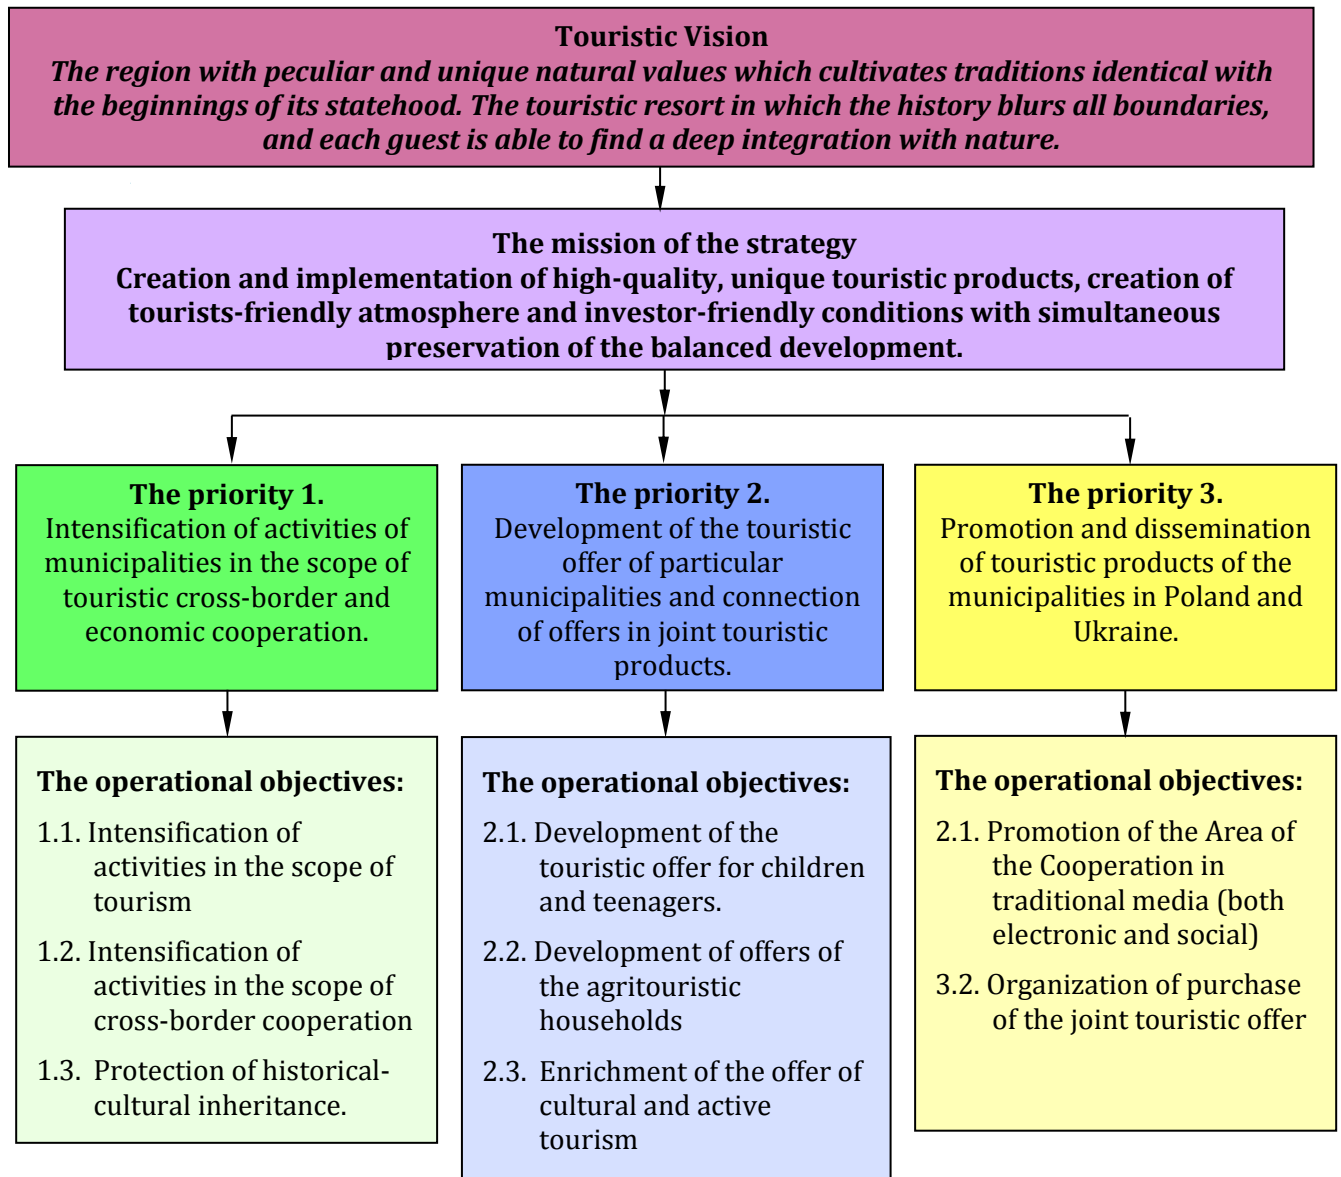 Touristic Vision
The region with peculiar and unique natural values which cultivates traditions identical with
the beginnings of its statehood. The touristic resort in which the history blurs all boundaries,
and each guest is able to find a deep integration with nature.
The mission of the strategy
Creation and implementation of high-quality, unique touristic products, creation of
tourists-friendly atmosphere and investor-friendly conditions with simultaneous
preservation of the balanced development.
The priority 1.
Intensification of activities of
municipalities in the scope of
touristic cross-border and
economic cooperation.
The priority 2.
Development of the touristic
offer of particular
municipalities and connection
of offers in joint touristic
products.
The priority 3.
Promotion and dissemination
of touristic products of the
municipalities in Poland and
Ukraine.
The operational objectives:
1.1. Intensification of
activities in the scope of
tourism
1.2. Intensification of
activities in the scope of
cross-border cooperation
1.3. Protection of historical-
cultural inheritance.
The operational objectives:
2.1. Development of the
touristic offer for children
and teenagers.
2.2. Development of offers of
the agritouristic
households
2.3. Enrichment of the offer of
cultural and active
tourism
The operational objectives:
2.1. Promotion of the Area of
the Cooperation in
traditional media (both
electronic and social)
3.2. Organization of purchase
of the joint touristic offer